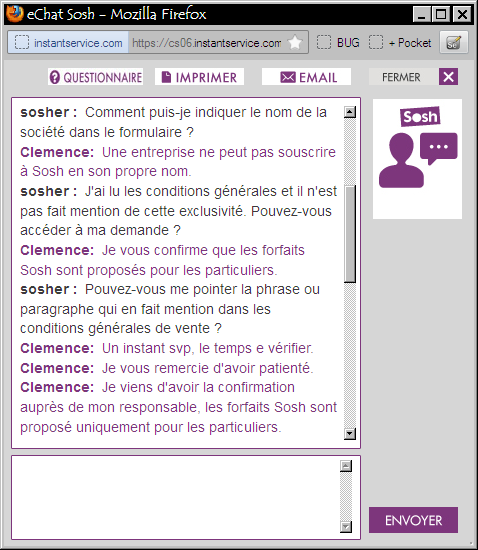 eChat Sosh - Mozilla Firefox
instantservice.com https://cs06.instantservice.com BUG + Pocket
QUESTIONNAIRE IMPRIMER EMAIL FERMER
sosher : Comment puis-je indiquer le nom de la
société dans le formulaire ?
Clemence: Une entreprise ne peut pas souscrire
à Sosh en son propre nom.
sosher : J'ai lu les conditions générales et il n'est
pas fait mention de cette exclusivité. Pouvez-vous
accéder à ma demande ?
Clemence: Je vous confirme que les forfaits
Sosh sont proposés pour les particuliers.
sosher : Pouvez-vous me pointer la phrase ou
paragraphe qui en fait mention dans les
conditions générales de vente ?
Clemence: Un instant svp, le temps e vérifier.
Clemence: Je vous remercie d'avoir patienté.
Clemence: Je viens d'avoir la confirmation
auprès de mon responsable, les forfaits Sosh sont
proposé uniquement pour les particuliers.
Sosh
ENVOYER